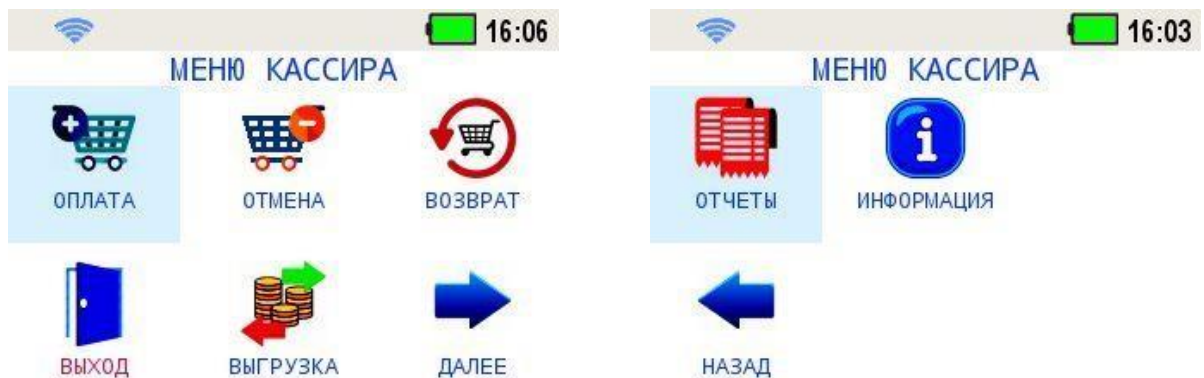 16:06
МЕНЮ КАССИРА
ОПЛАТА ОТМЕНА ВОЗВРАТ
ВЫХОД ВЫГРУЗКА ДАЛЕЕ
16:03
МЕНЮ КАССИРА
ОТЧЕТЫ ИНФОРМАЦИЯ
НАЗАД